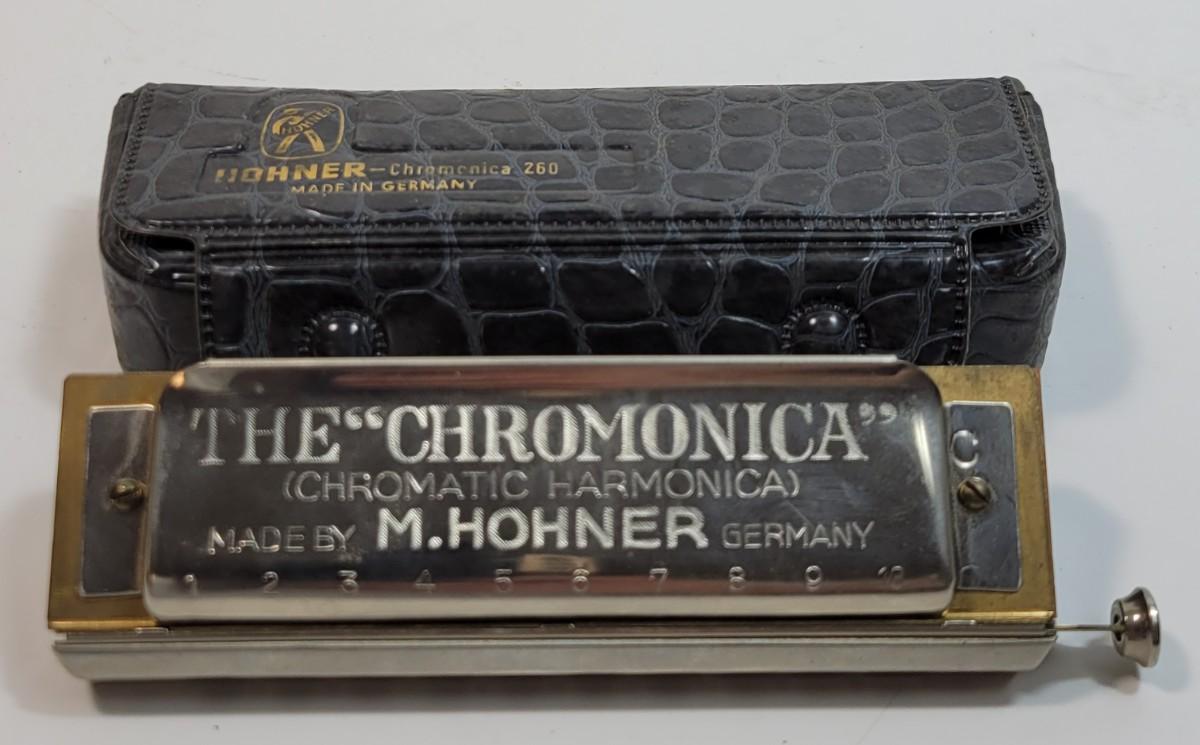 HOHNER
HOHNER—Chromonica 260
MADE IN GERMANY
THE “CHROMONICA”
(CHROMATIC HARMONICA)
MADE BY M. HOHNER GERMANY
C
1 2 3 4 5 6 7 8 9 10